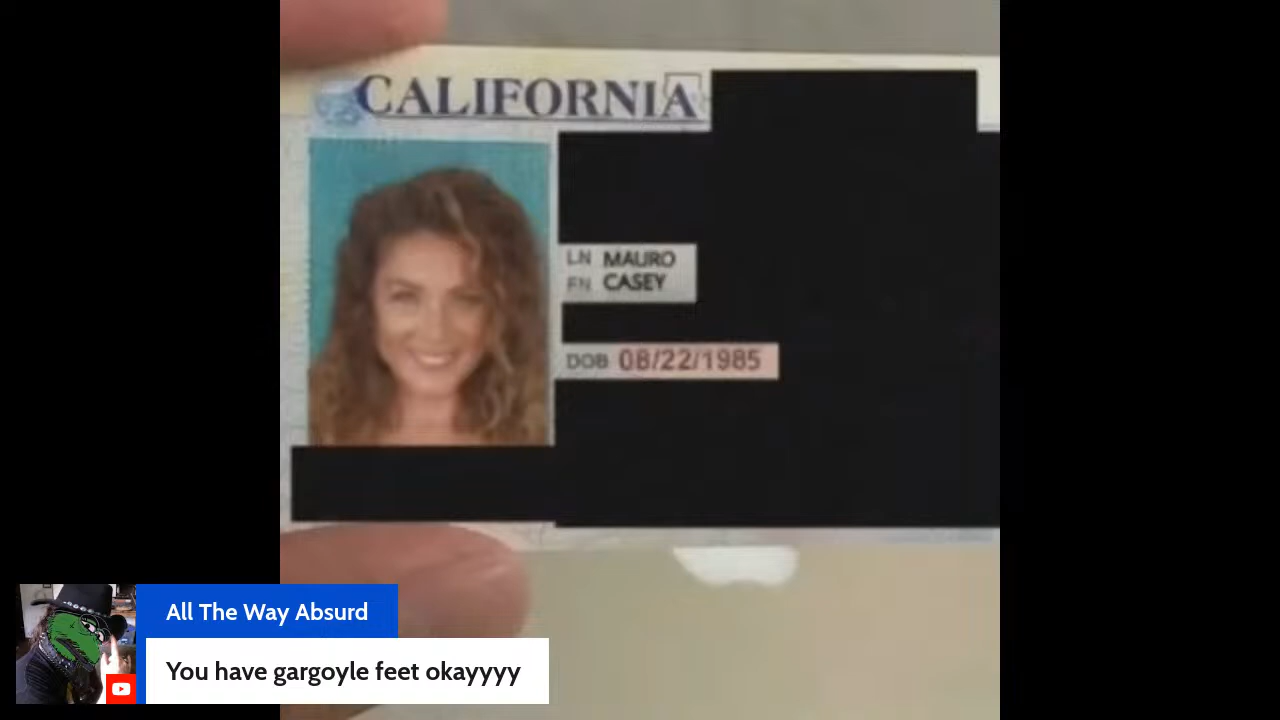 CALIFORNIA
LN MAURO
FN CASEY
DOB 08/22/1985
All The Way Absurd
You have gargoyle feet okayyyy